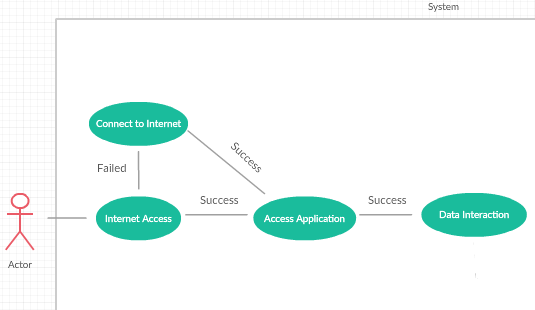 System
Connect to Internet
Success
Failed
Success
Success
Internet Access
Access Application
Data Interaction
Actor